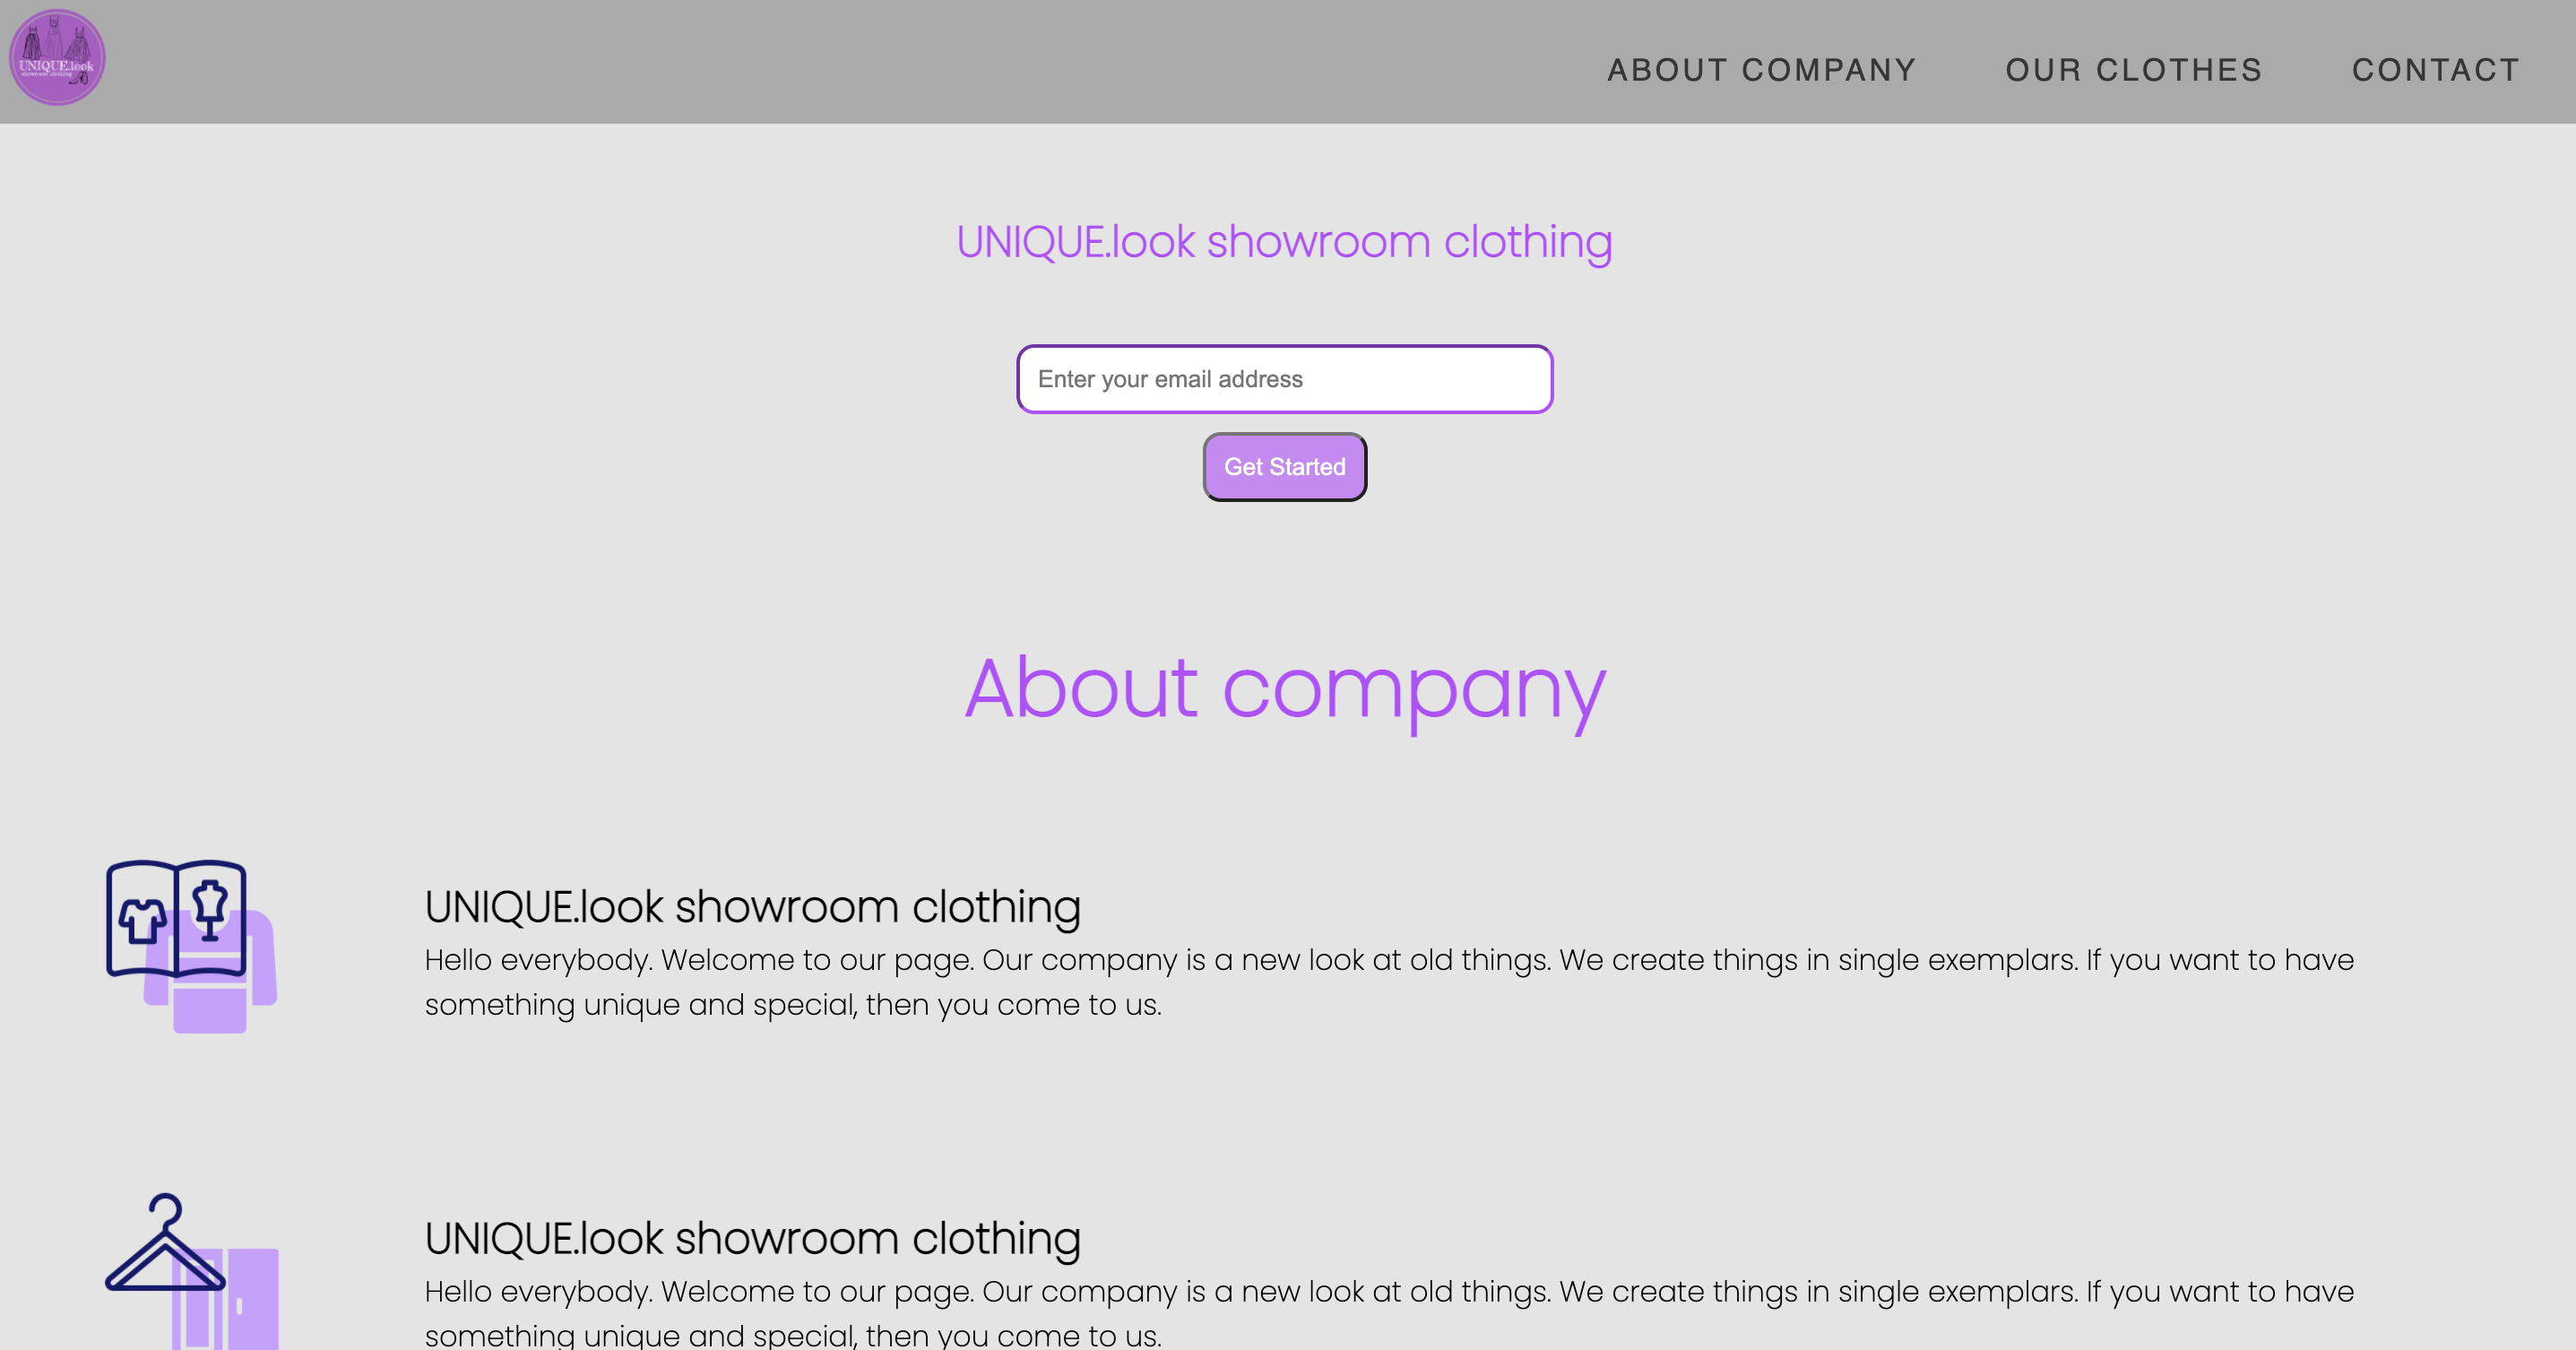 UNIQUE.look
showroom clothing
ABOUT COMPANY
OUR CLOTHES
CONTACT
UNIQUE.look showroom clothing
Enter your email address
Get Started
About company
UNIQUE.look showroom clothing
Hello everybody. Welcome to our page. Our company is a new look at old things. We create things in single exemplars. If you want to have
something unique and special, then you come to us.
UNIQUE.look showroom clothing
Hello everybody. Welcome to our page. Our company is a new look at old things. We create things in single exemplars. If you want to have
something unique and special, then you come to us.